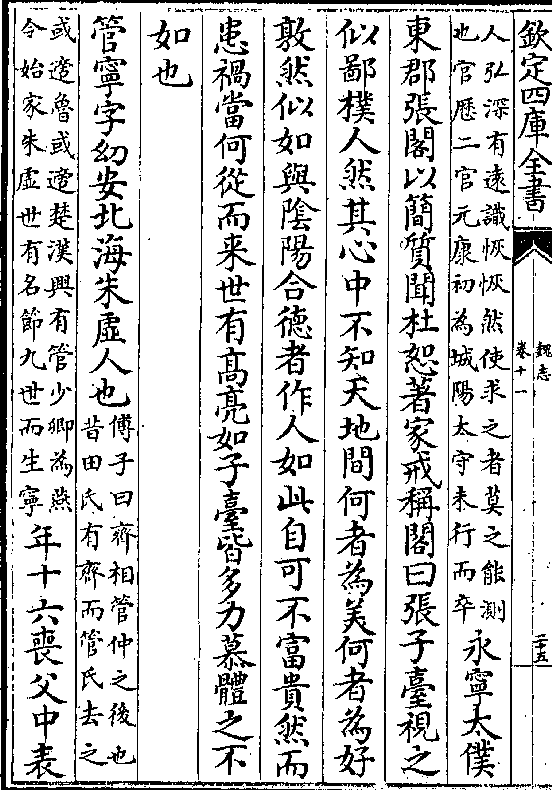 欽定四庫全書
魏志
卷十一
二十五
人弘深有遠識恢恢然使求之者莫之能測
也官歴二官元康初為城陽太守未行而卒
永寧太僕
東郡張閣以簡質聞杜恕著家戒稱閣曰張子臺視之
似鄙樸人然其心中不知天地間何者為美何者為好
敦然似如與隂陽合徳者作人如此自可不富貴然而
患禍當何從而来世有髙亮如子臺皆多力慕體之不
如也
管寧字幼安北海朱虛人也
傅子曰齊相管仲之後也
昔田氏有齊而管氏去之
或適魯或適楚漢興有管少卿為燕
令始家朱虛世有名節九世而生寧
年十六喪父中表